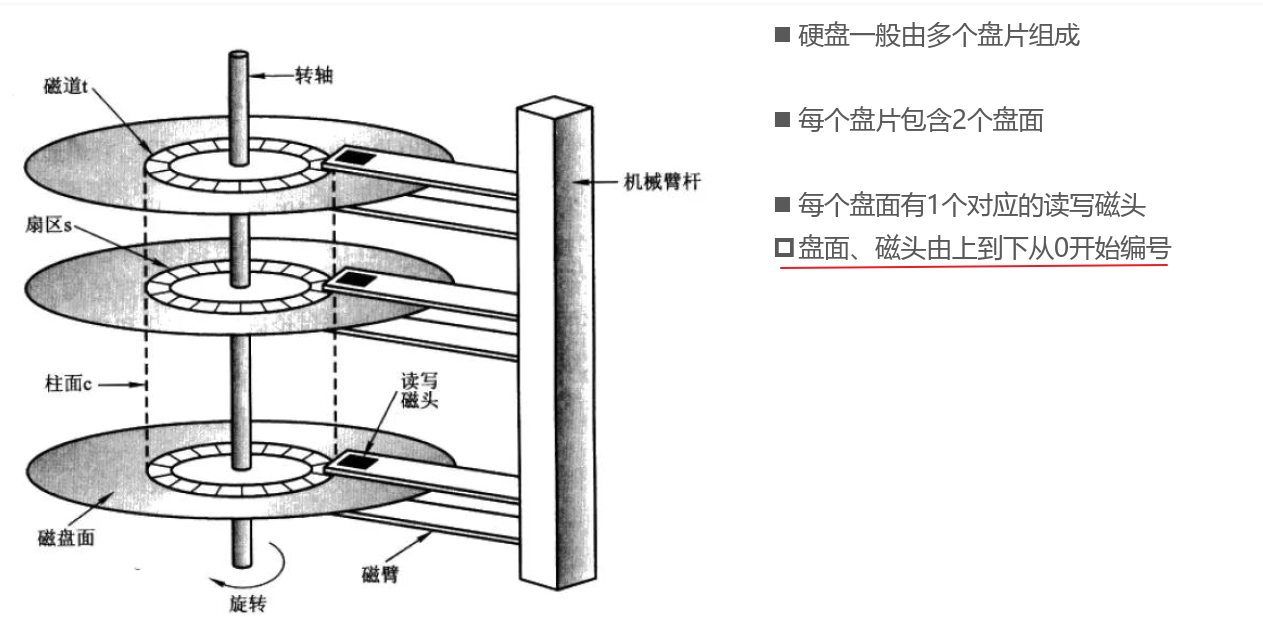 硬盘一般由多个盘片组成
每个盘片包含2个盘面
每个盘面有1个对应的读写磁头
盘面、磁头由上到下从0开始编号
转轴
磁道t
机械臂杆
扇区s
柱面c
读写
磁头
磁盘面
磁臂
旋转